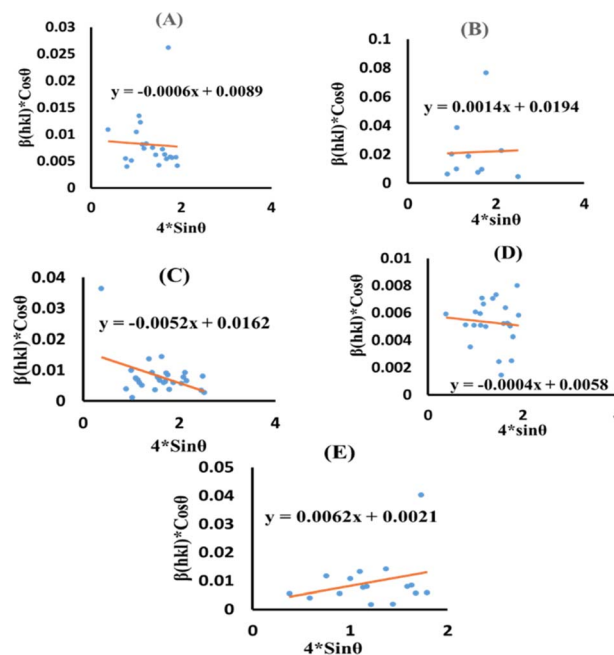 (A)
β(hkl)*Cosθ
0.03
0.025
0.02
0.015
0.01
0.005
0
y = -0.0006x + 0.0089
0 2 4
4*Sinθ
(B)
β(hkl)*Cosθ
0.1
0.08
0.06
0.04
0.02
0
y = 0.0014x + 0.0194
0 2 4
4*sinθ
(C)
β(hkl)*Cosθ
0.04
0.03
0.02
0.01
0
y = -0.0052x + 0.0162
0 1 2 3
4*Sinθ
(D)
β(hkl)*Cosθ
0.01
0.008
0.006
0.004
0.002
0
y = -0.0004x + 0.0058
0 1 2 3 4
4*sinθ
(E)
β(hkl)*Cosθ
0.05
0.04
0.03
0.02
0.01
0
y = 0.0062x + 0.0021
0 1 2
4*Sinθ